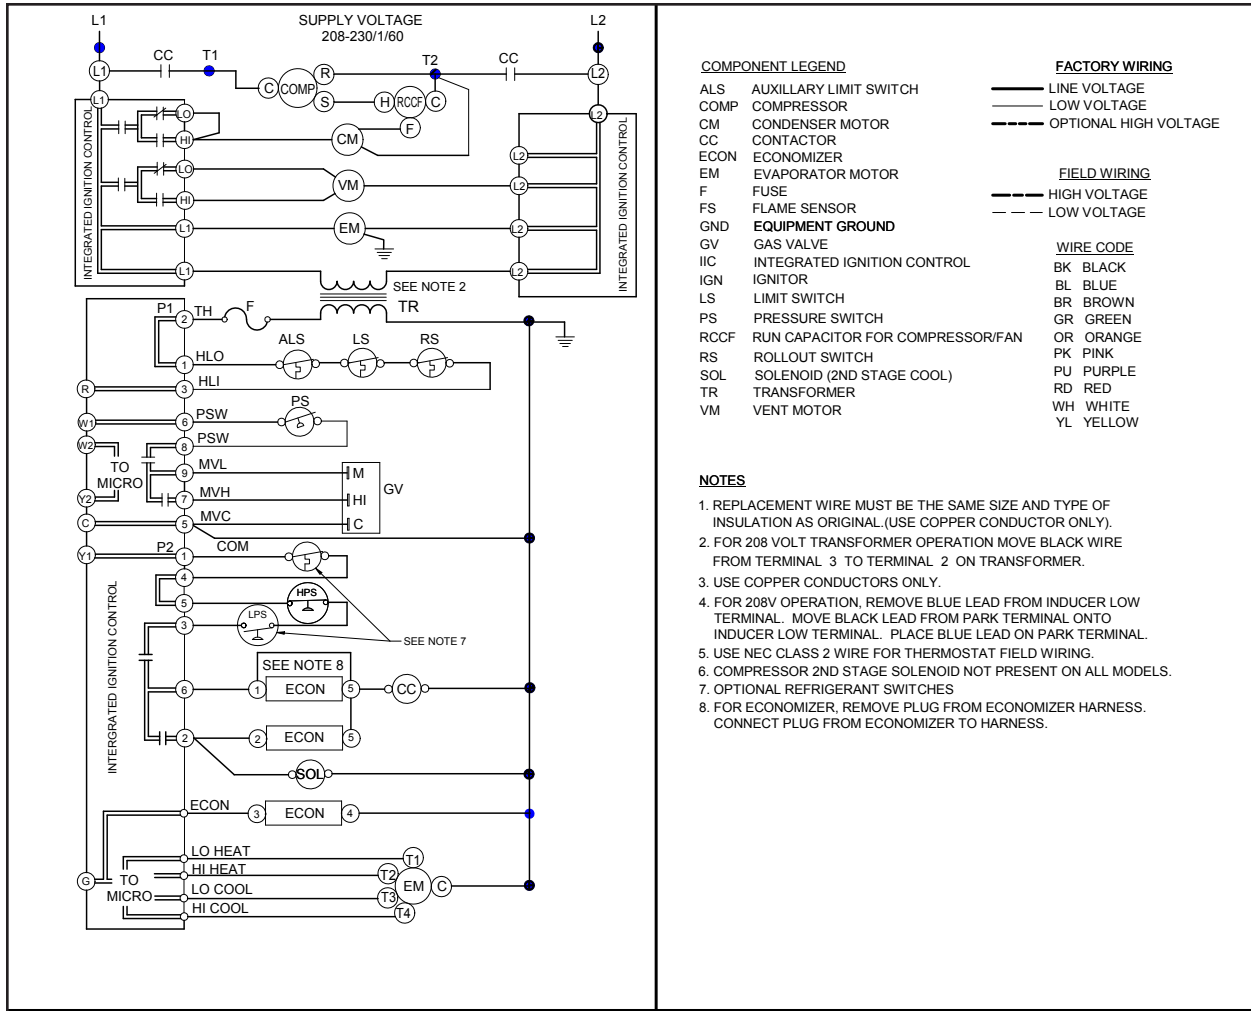 L1
SUPPLY VOLTAGE
208-230/1/60
L2
CC
T1
T2
CC
L1
C
COMP
R
S
H
RCCF
C
F
L2
L1
LO
HI
CM
L2
LO
HI
VM
L2
L2
L1
EM
L2
L1
SEE NOTE 2
L2
INTEGRATED IGNITION CONTROL
INTEGRATED IGNITION CONTROL
P1
2
TH
F
TR
ALS
LS
RS
1
HLO
R
3
HLI
PS
W1
6
PSW
W2
8
PSW
TO
MICRO
9
MVL
M
GV
Y2
7
MVH
HI
C
5
MVC
C
Y1
P2
1
COM
4
5
HPS
3
LPS
SEE NOTE 7
INTERGRATED IGNITION CONTROL
SEE NOTE 8
6
1
ECON
5
CC
2
2
ECON
5
SOL
ECON
3
ECON
4
LO HEAT
T1
HI HEAT
T2
G
TO
MICRO
EM
C
LO COOL
T3
HI COOL
T4
COMPONENT LEGEND
ALS AUXILLARY LIMIT SWITCH
COMP COMPRESSOR
CM CONDENSER MOTOR
CC CONTACTOR
ECON ECONOMIZER
EM EVAPORATOR MOTOR
F FUSE
FS FLAME SENSOR
GND EQUIPMENT GROUND
GV GAS VALVE
IIC INTEGRATED IGNITION CONTROL
IGN IGNITOR
LS LIMIT SWITCH
PS PRESSURE SWITCH
RCCF RUN CAPACITOR FOR COMPRESSOR/FAN
RS ROLLOUT SWITCH
SOL SOLENOID (2ND STAGE COOL)
TR TRANSFORMER
VM VENT MOTOR
FACTORY WIRING
LINE VOLTAGE
LOW VOLTAGE
OPTIONAL HIGH VOLTAGE
FIELD WIRING
HIGH VOLTAGE
LOW VOLTAGE
WIRE CODE
BK BLACK
BL BLUE
BR BROWN
GR GREEN
OR ORANGE
PK PINK
PU PURPLE
RD RED
WH WHITE
YL YELLOW
NOTES
1. REPLACEMENT WIRE MUST BE THE SAME SIZE AND TYPE OF
INSULATION AS ORIGINAL.(USE COPPER CONDUCTOR ONLY).
2. FOR 208 VOLT TRANSFORMER OPERATION MOVE BLACK WIRE
FROM TERMINAL 3 TO TERMINAL 2 ON TRANSFORMER.
3. USE COPPER CONDUCTORS ONLY.
4. FOR 208V OPERATION, REMOVE BLUE LEAD FROM INDUCER LOW
TERMINAL. MOVE BLACK LEAD FROM PARK TERMINAL ONTO
INDUCER LOW TERMINAL. PLACE BLUE LEAD ON PARK TERMINAL.
5. USE NEC CLASS 2 WIRE FOR THERMOSTAT FIELD WIRING.
6. COMPRESSOR 2ND STAGE SOLENOID NOT PRESENT ON ALL MODELS.
7. OPTIONAL REFRIGERANT SWITCHES
8. FOR ECONOMIZER, REMOVE PLUG FROM ECONOMIZER HARNESS.
CONNECT PLUG FROM ECONOMIZER TO HARNESS.